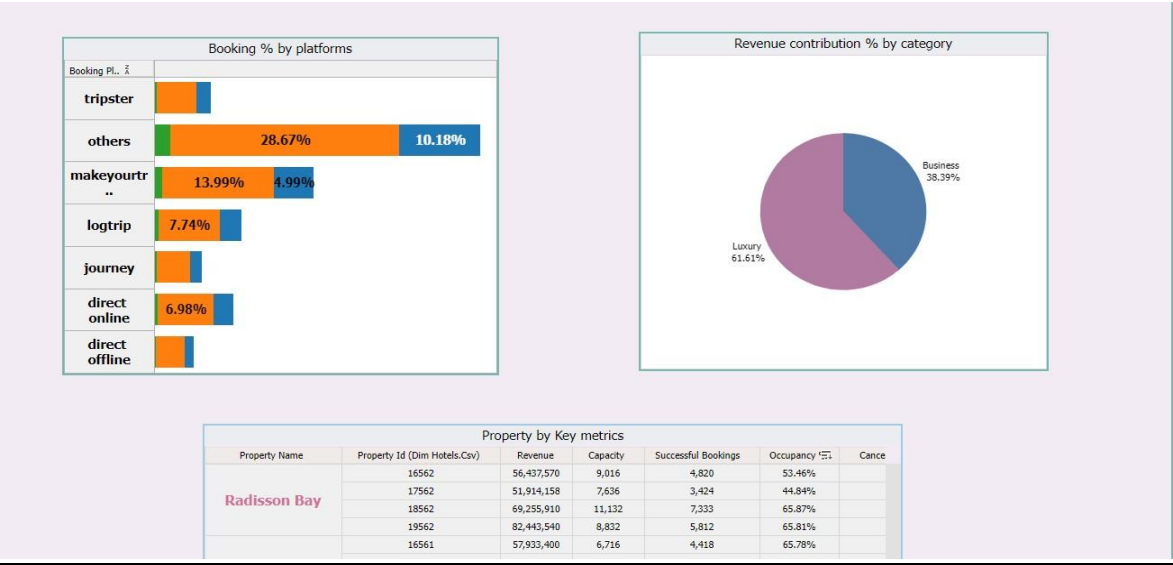 Booking % by platforms
Booking Pl..
tripster
others 28.67% 10.18%
makeyourtr
.. 13.99% 4.99%
logtrip 7.74%
journey
direct
online 6.98%
direct
offline
Revenue contribution % by category
Business
38.39%
Luxury
61.61%
Property by Key metrics
Property Name Property Id (Dim Hotels.Csv) Revenue Capacity Successful Bookings Occupancy Cance
Radisson Bay
16562 56,437,570 9,016 4,820 53.46%
17562 51,914,158 7,636 3,424 44.84%
18562 69,255,910 11,132 7,333 65.87%
19562 82,443,540 8,832 5,812 65.81%
16561 57,933,400 6,716 4,418 65.78%